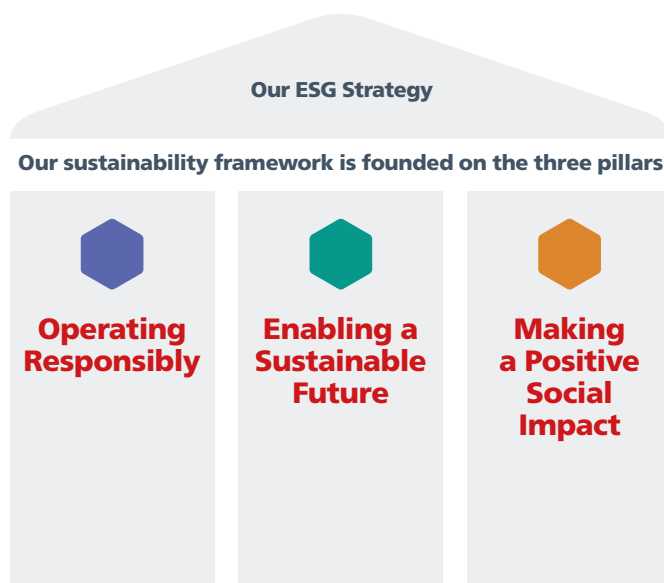 Our ESG Strategy
Our sustainability framework is founded on the three pillars
Operating
Responsibly
Enabling a
Sustainable
Future
Making
a Positive
Social
Impact